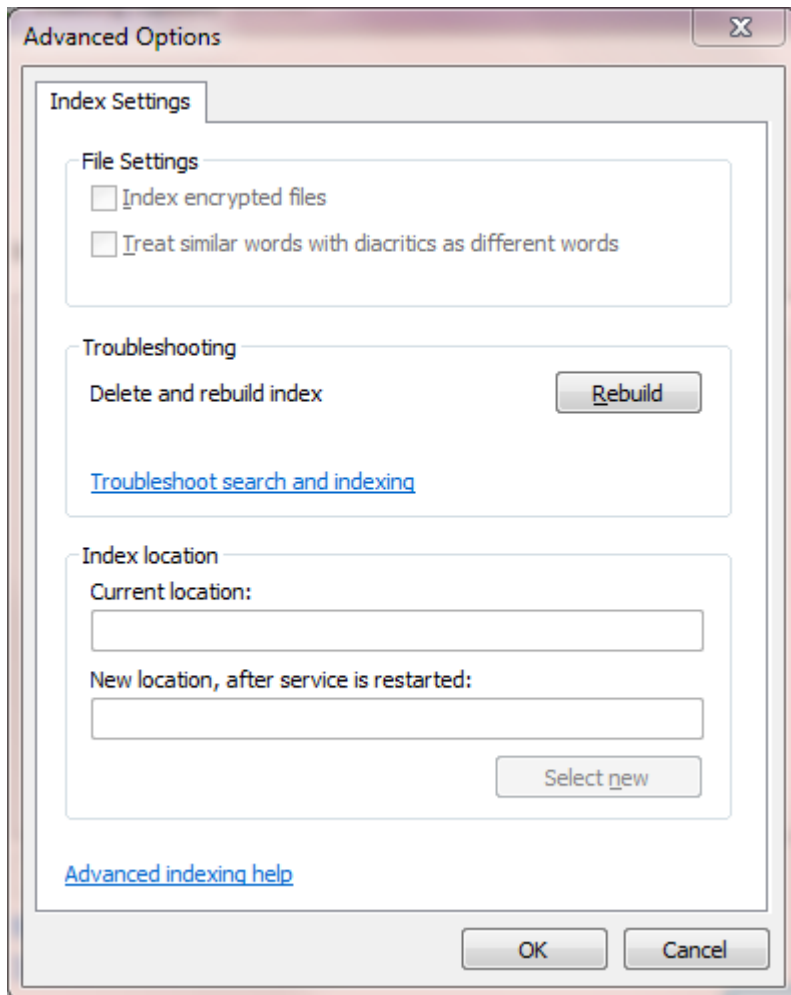 Advanced Options
Index Settings
File Settings
Index encrypted files
Treat similar words with diacritics as different words
Troubleshooting
Delete and rebuild index
Rebuild
Troubleshoot search and indexing
Index location
Current location:
New location, after service is restarted:
Select new
Advanced indexing help
OK
Cancel